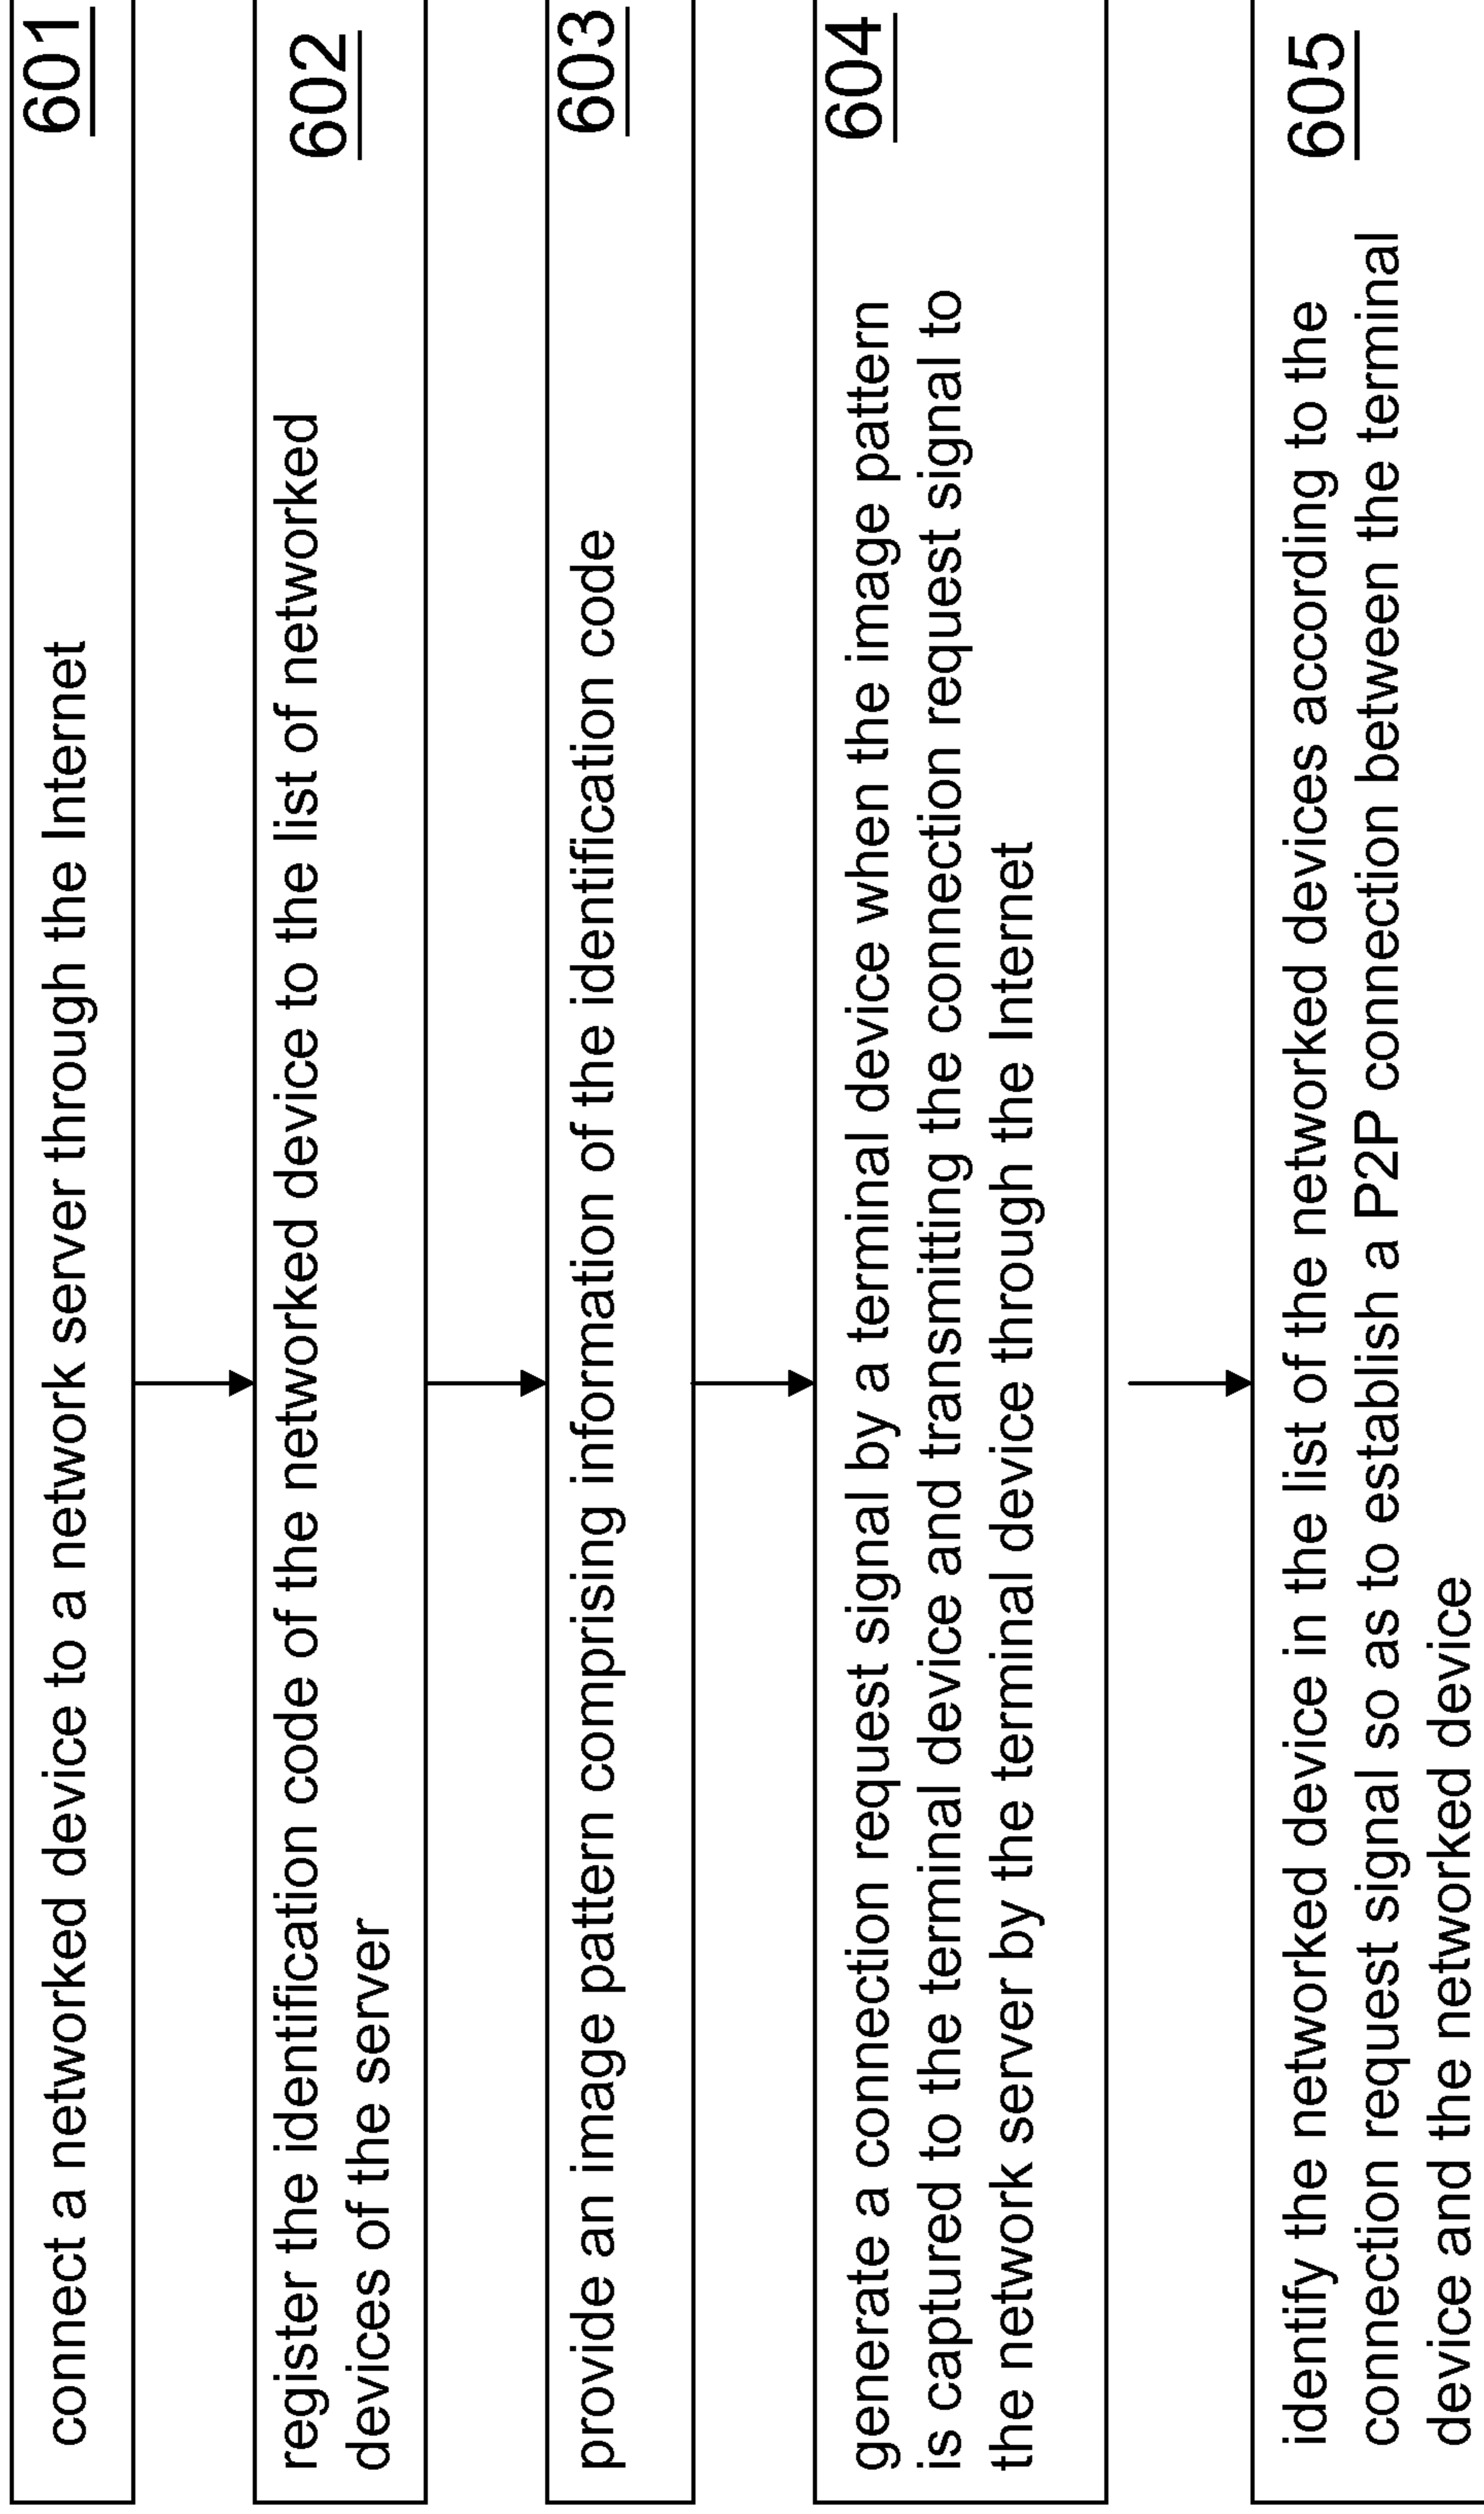 connect a networked device to a network server through the Internet 601
register the identification code of the networked device to the list of networked 602
devices of the server
provide an image pattern comprising information of the identification code 603
generate a connection request signal by a terminal device when the image pattern 604
is captured to the terminal device and transmitting the connection request signal to
the network server by the terminal device through the Internet
identify the networked device in the list of the networked devices according to the 605
connection request signal so as to establish a P2P connection between the terminal
device and the networked device